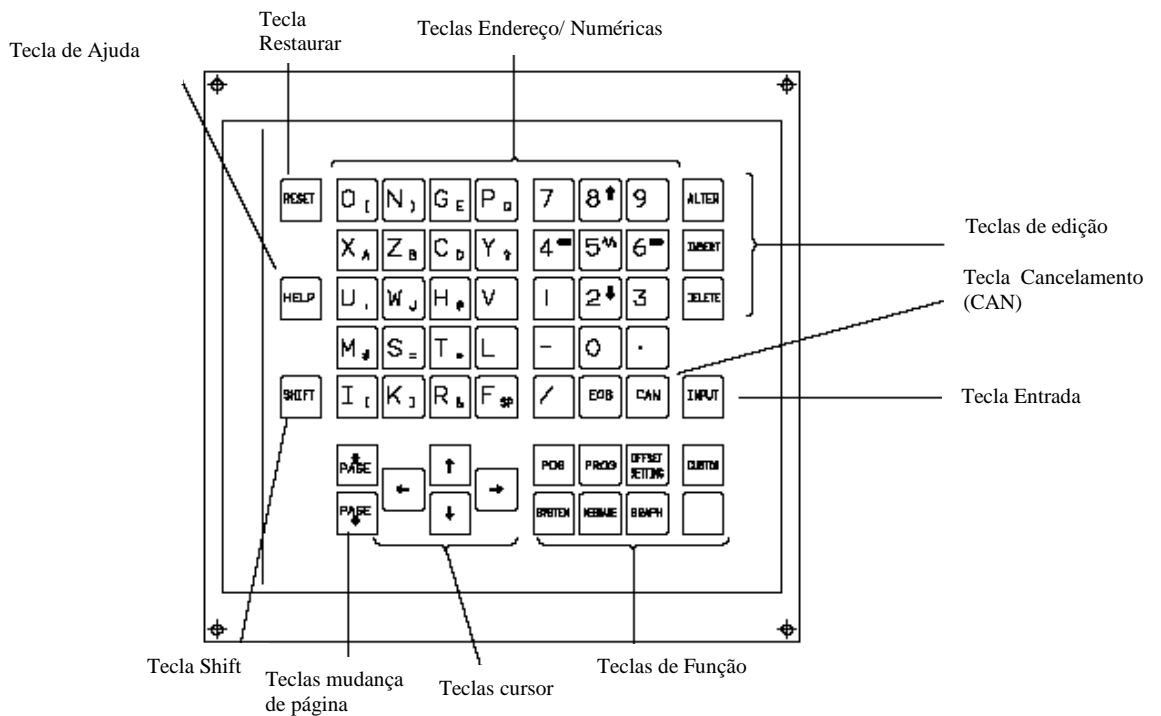 Tecla
Restaurar
Teclas Endereço/ Numéricas
Tecla de Ajuda
RESET
O (
N )
G E
P Q
7
8
9
ALTER
X A
Z B
C D
Y
4
5
6
INSERT
Teclas de edição
HELP
U ,
W J
H
V
1
2
3
DELETE
Tecla Cancelamento
(CAN)
M #
S =
T
L
-
0
.
SHIFT
I [
K ]
R &
F SP
/
EOB
CAN
INPUT
Tecla Entrada
PAGE
↑
←
→
POS
PROG
OFFSET
SETTING
CUSTOM
PAGE
↓
SYSTEM
MESSAGE
GRAPH
Tecla Shift
Teclas mudança
de página
Teclas cursor
Teclas de Função